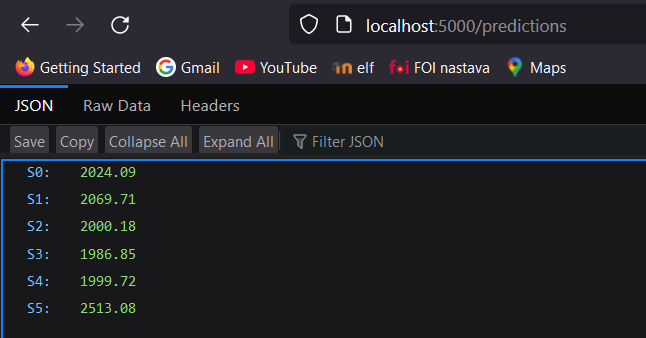 localhost:5000/predictions
Getting Started Gmail YouTube elf FOI nastava Maps
JSON Raw Data Headers
Save Copy Collapse All Expand All Filter JSON
S0: 2024.09
S1: 2069.71
S2: 2000.18
S3: 1986.85
S4: 1999.72
S5: 2513.08